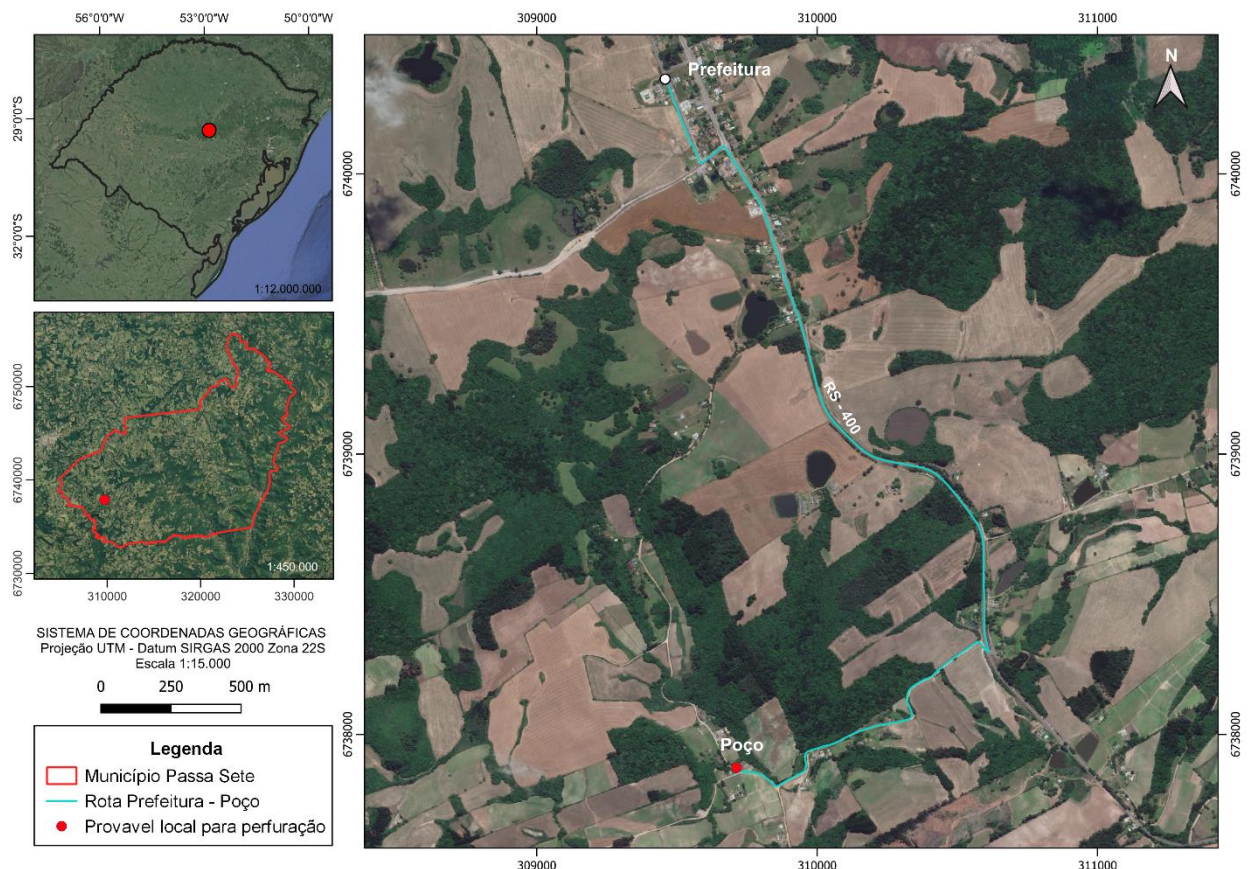 56°0'0"W 53°0'0"W 50°0'0"W
29°0'0"S
32°0'0"S
1:12.000.000
6750000
6740000
6730000
1:450.000
310000 320000 330000
SISTEMA DE COORDENADAS GEOGRÁFICAS
Projeção UTM - Datum SIRGAS 2000 Zona 22S
Escala 1:15.000
0 250 500 m
Legenda
Município Passa Sete
Rota Prefeitura - Poço
Provavel local para perfuração
309000 310000 311000
N
Prefeitura
6740000 6740000
RS - 400
6739000 6739000
6738000 6738000
Poço
309000 310000 311000